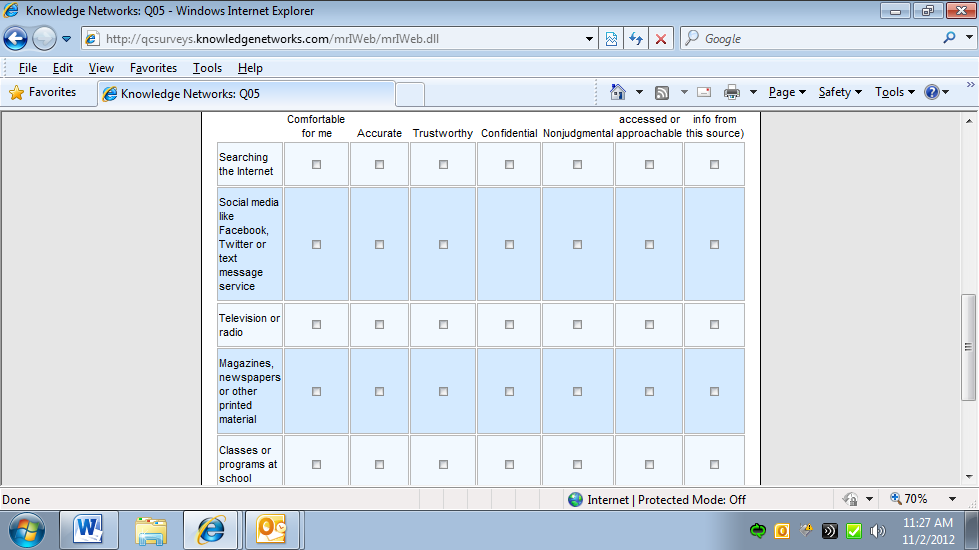 Knowledge Networks: Q05 - Windows Internet Explorer
http://qcsurveys.knowledgenetworks.com/mrIWeb/mrIWeb.dll
Google
File Edit View Favorites Tools Help
Favorites
Knowledge Networks: Q05
Page Safety Tools
Comfortable accessed or info from
for me Accurate Trustworthy Confidential Nonjudgmental approachable this source)
Searching
the Internet
Social media
like
Facebook,
Twitter or
text
message
service
Television or
radio
Magazines,
newspapers
or other
printed
material
Classes or
programs at
school
Done
Internet | Protected Mode: Off
70%
11:27 AM
11/2/2012